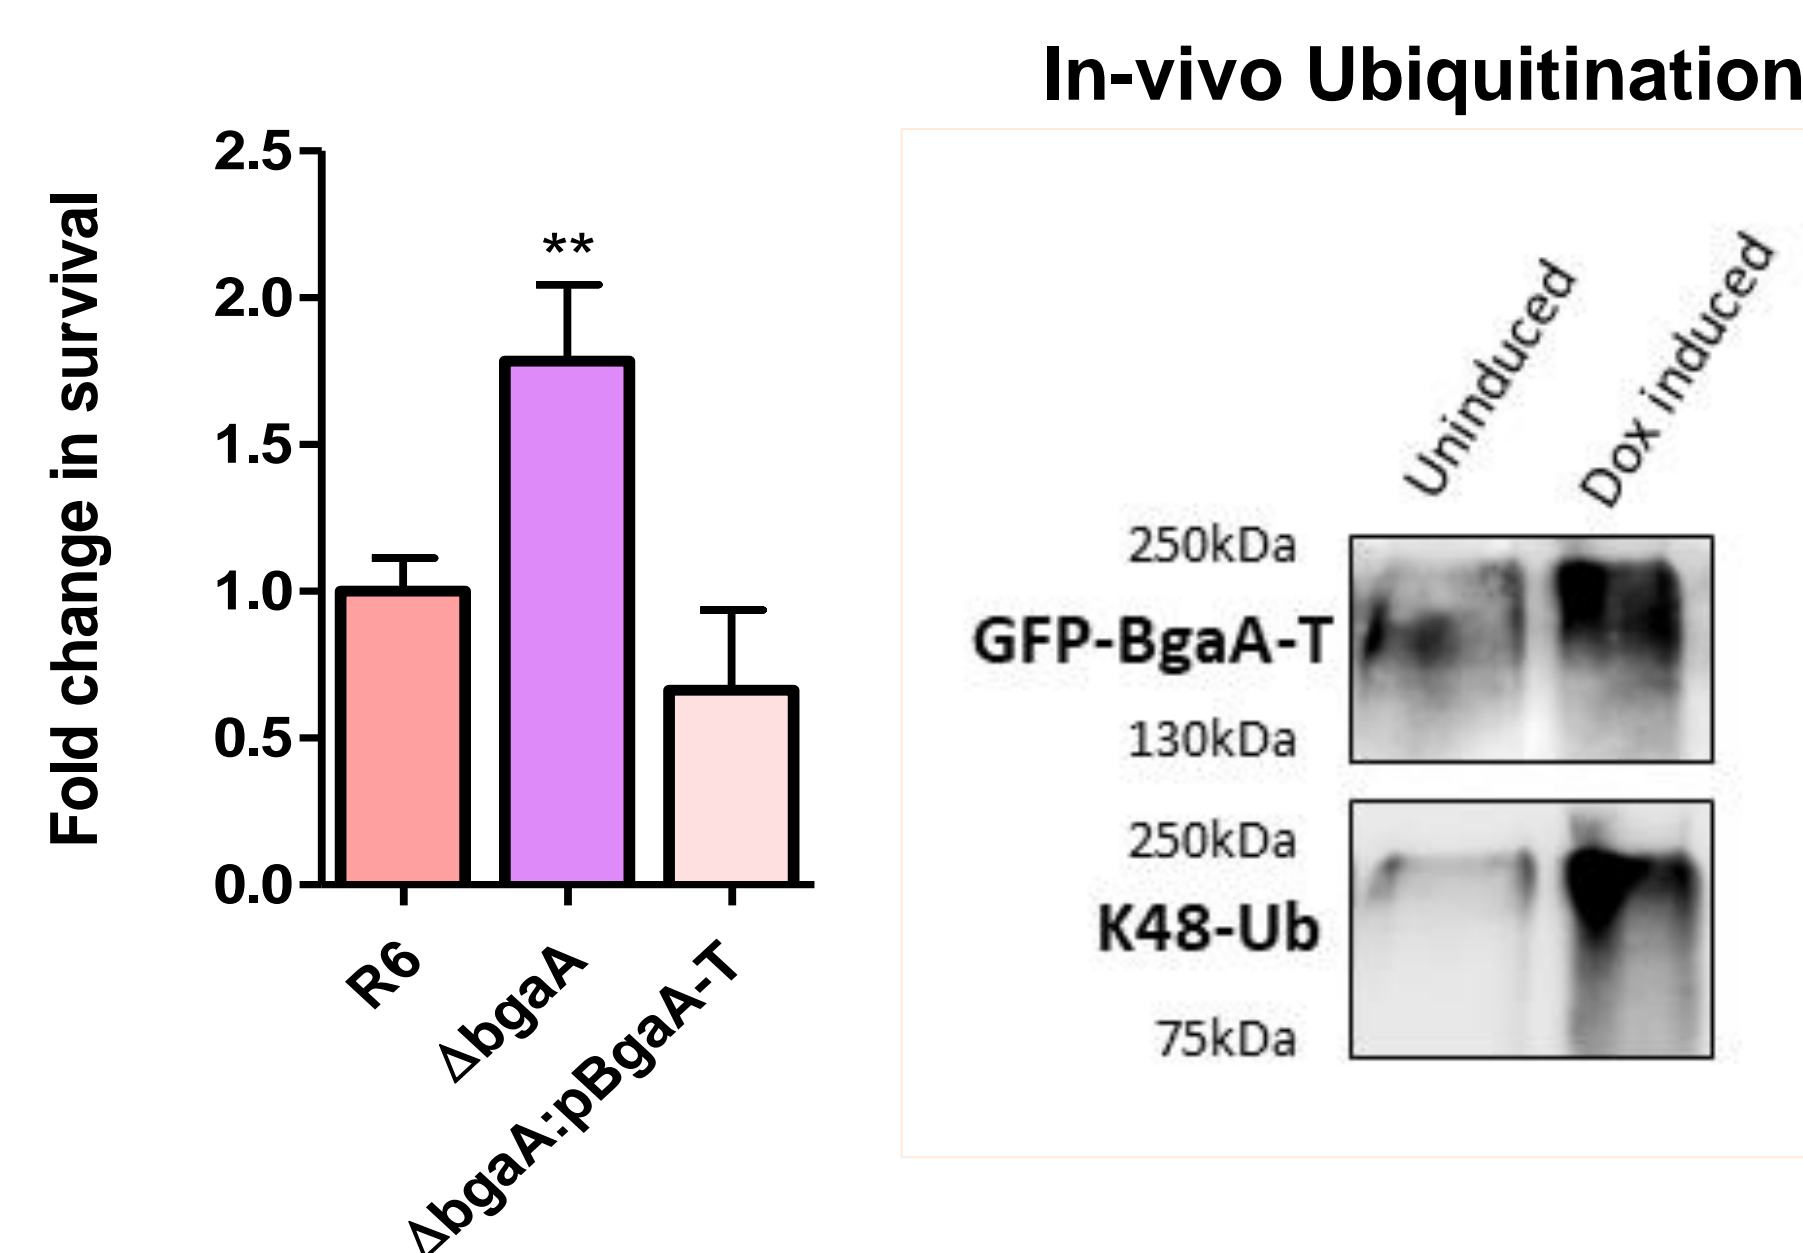 In-vivo Ubiquitination
Fold change in survival
2.5
2.0
1.5
1.0
0.5
0.0
**
R6
ΔbgaA
ΔbgaA:pBgaA-T
Uninduced
Dox induced
250kDa
GFP-BgaA-T
130kDa
250kDa
K48-Ub
75kDa